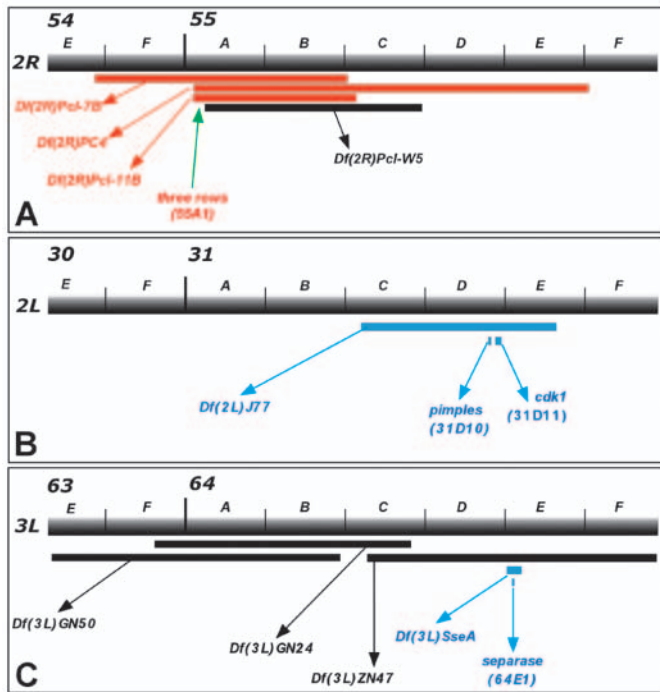 54 55
E F A B C D E F
2R
Df(2R)Pcl-7B
Df(2R)PC4
Df(2R)Pcl-W5
Df(2R)Pcl-11B
three rows
(55A1)
A
30 31
E F A B C D E F
2L
Df(2L)J77
pimples
(31D10)
cdk1
(31D11)
B
63 64
E F A B C D E F
3L
Df(3L)GN50
Df(3L)GN24
Df(3L)ZN47
Df(3L)SseA
separase
(64E1)
C